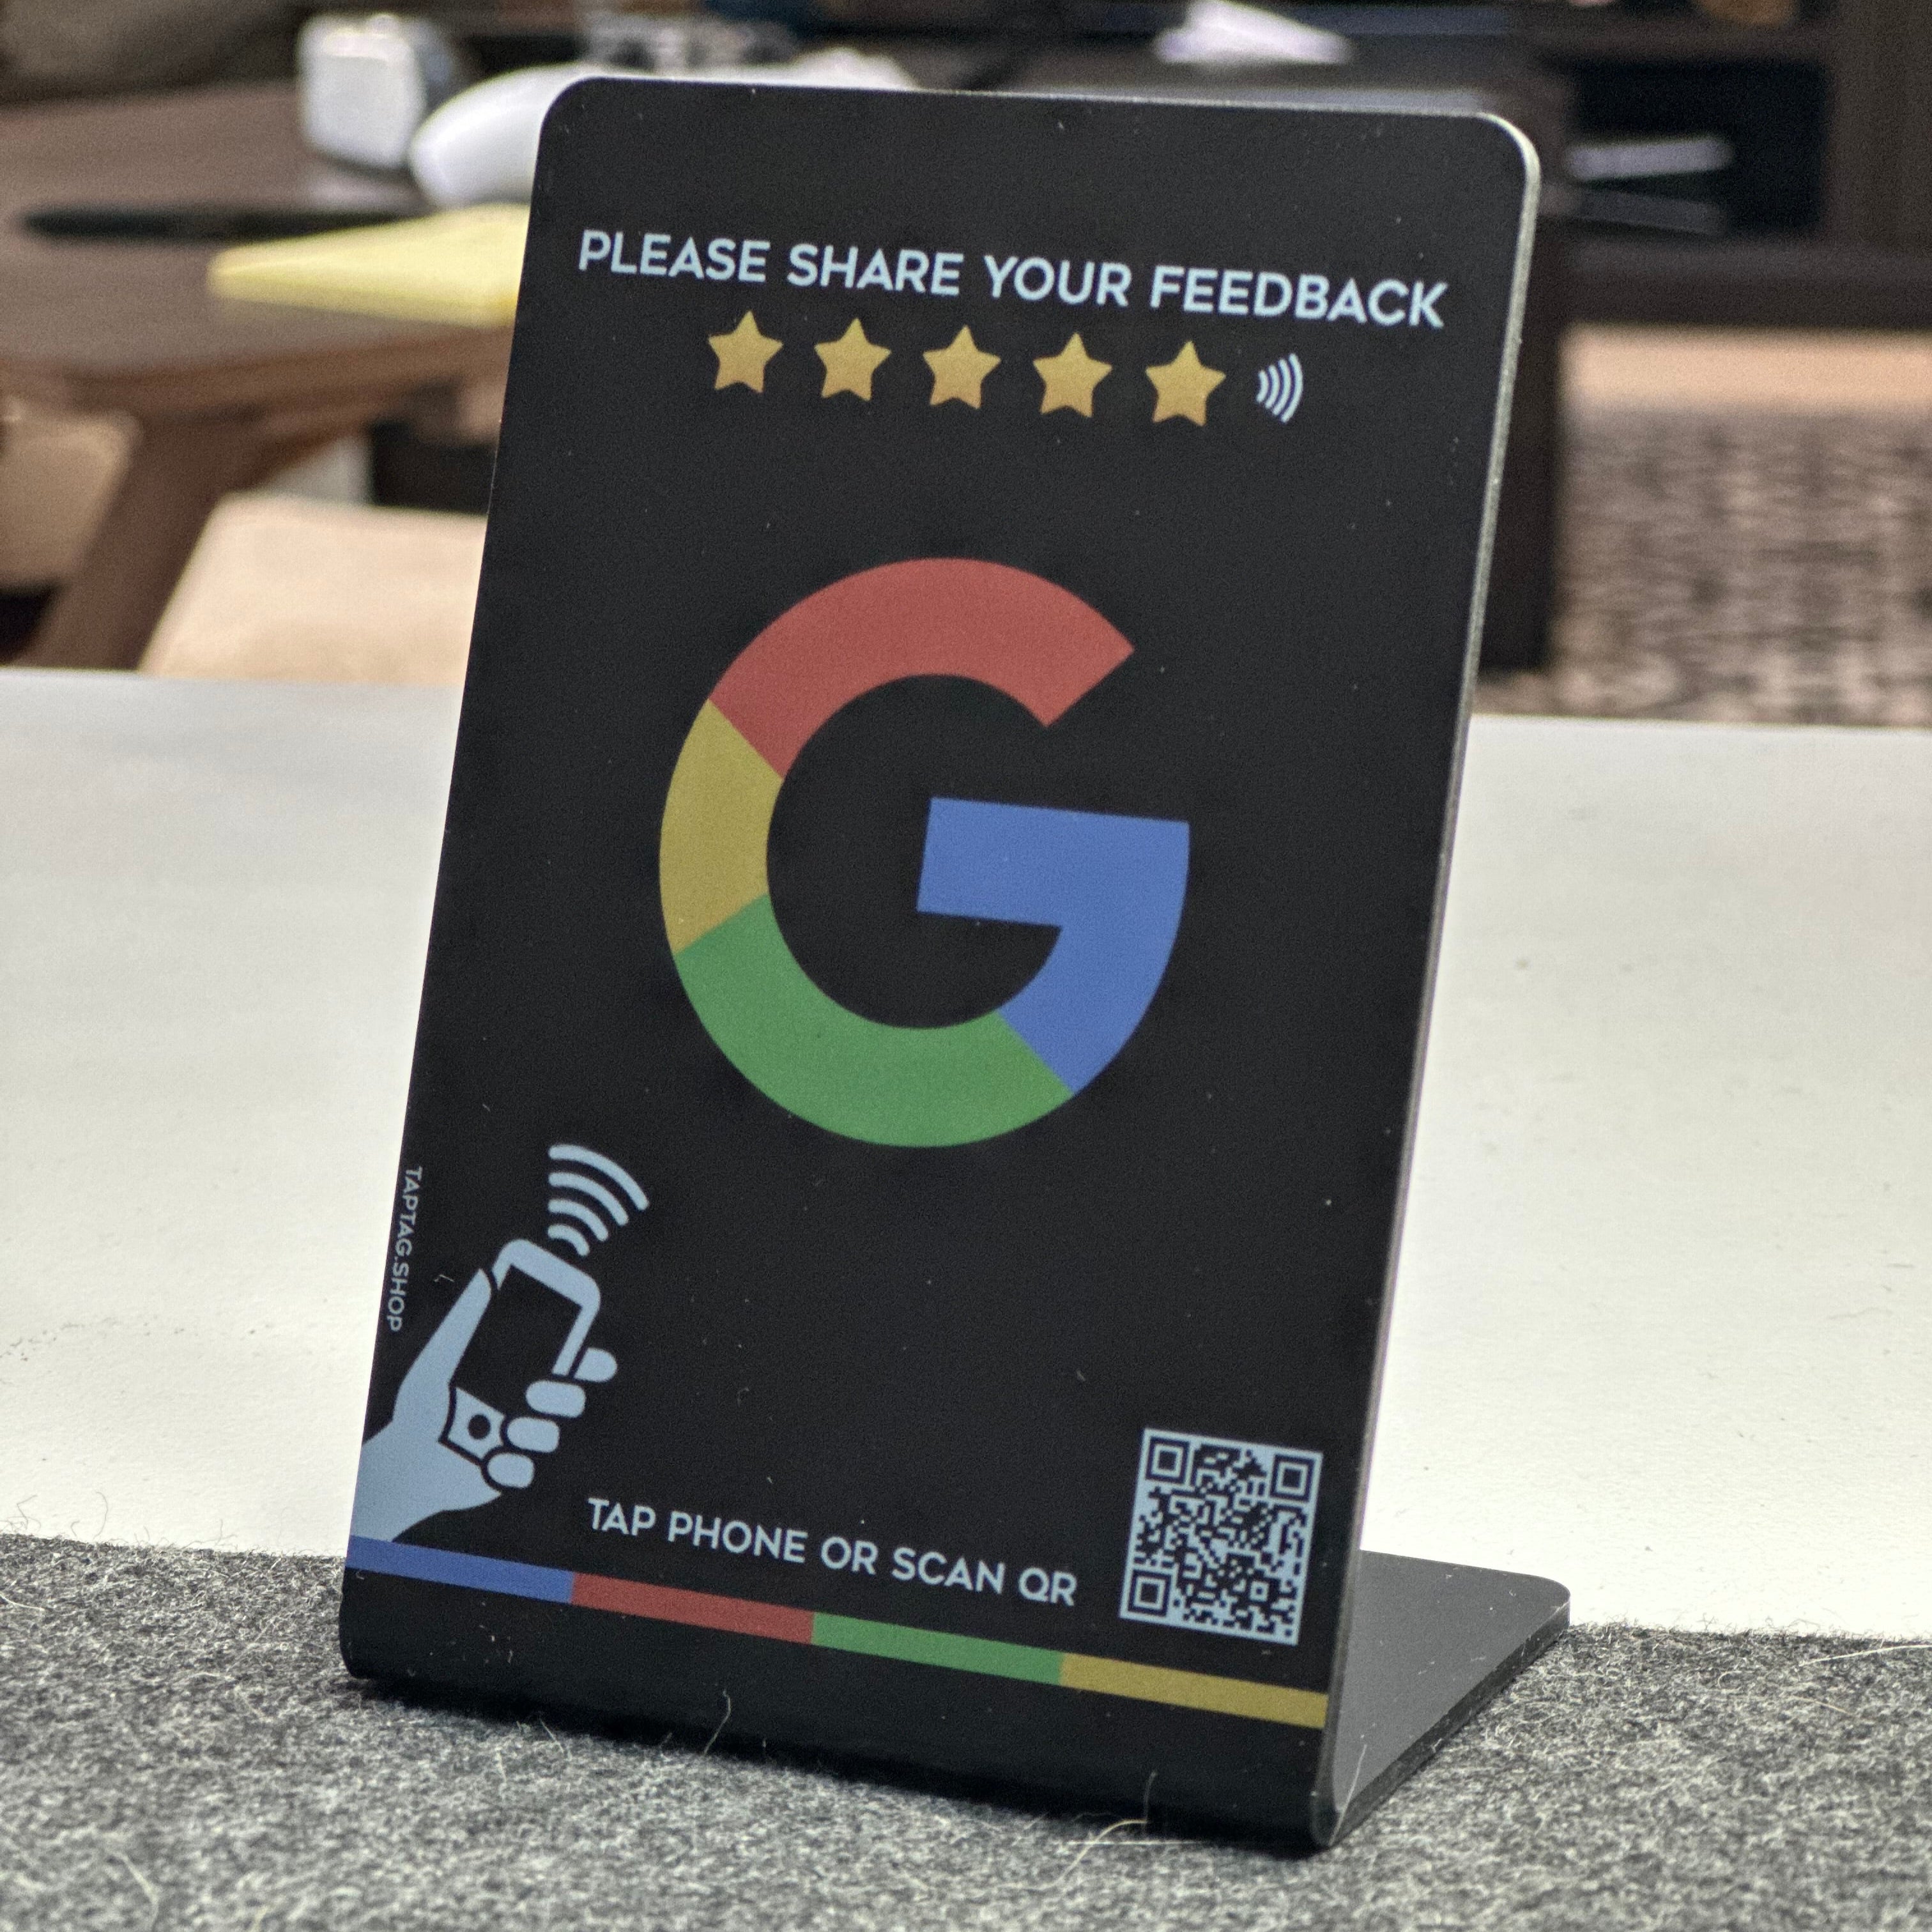 PLEASE SHARE YOUR FEEDBACK
G
TAPTAG.SHOP
TAP PHONE OR SCAN QR